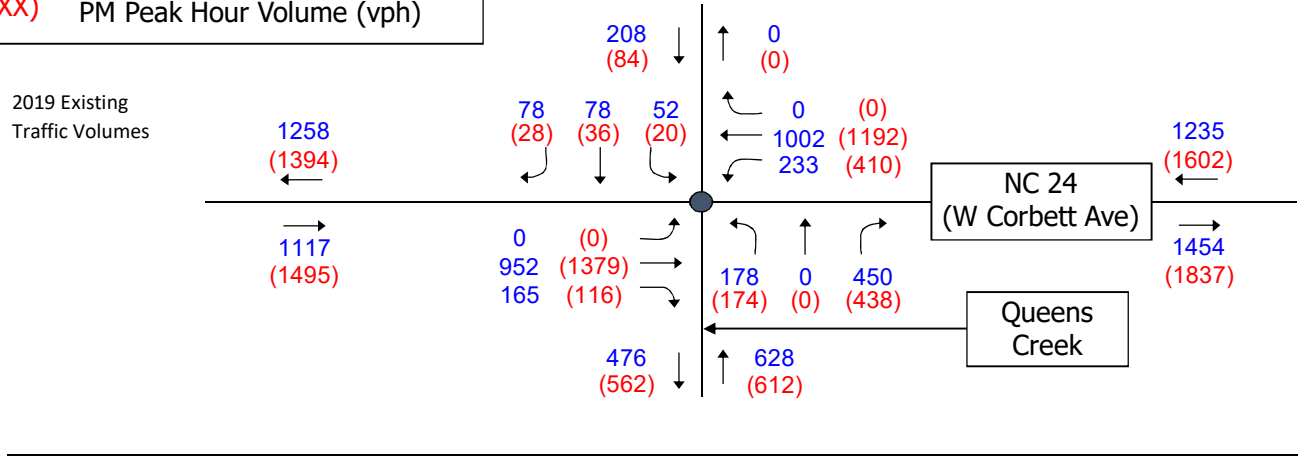 XX) PM Peak Hour Volume (vph)
208 0
(84) (0)
2019 Existing
Traffic Volumes
78 78 52
(28) (36) (20)
0 (0)
1002 (1192)
233 (410)
1258
(1394)
1235
(1602)
NC 24
(W Corbett Ave)
1117
(1495)
0 (0)
952 (1379)
165 (116)
178 0 450
(174) (0) (438)
1454
(1837)
Queens
Creek
476 628
(562) (612)